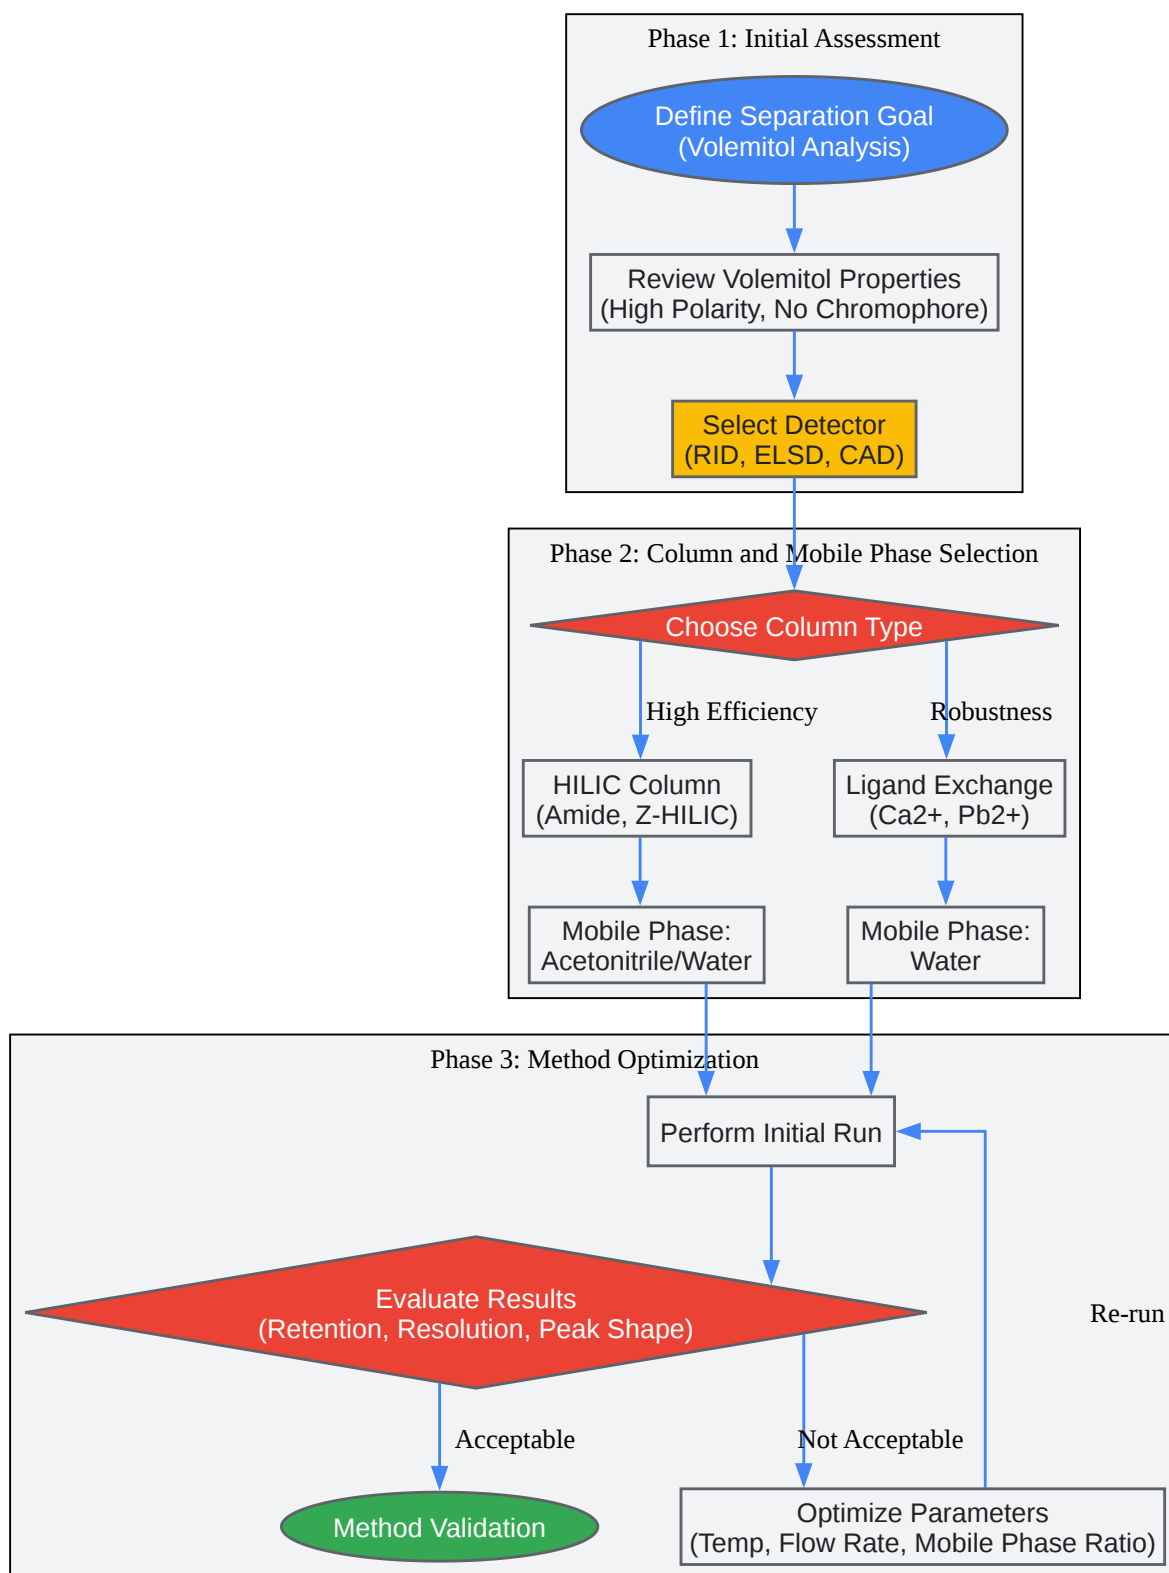 Phase 1: Initial Assessment
Define Separation Goal
(Volemitol Analysis)
Review Volemitol Properties
(High Polarity, No Chromophore)
Select Detector
(RID, ELSD, CAD)
Phase 2: Column and Mobile Phase Selection
Choose Column Type
High Efficiency
Robustness
HILIC Column
(Amide, Z-HILIC)
Ligand Exchange
(Ca2+, Pb2+)
Mobile Phase:
Acetonitrile/Water
Mobile Phase:
Water
Phase 3: Method Optimization
Perform Initial Run
Evaluate Results
(Retention, Resolution, Peak Shape)
Re-run
Acceptable
Not Acceptable
Method Validation
Optimize Parameters
(Temp, Flow Rate, Mobile Phase Ratio)